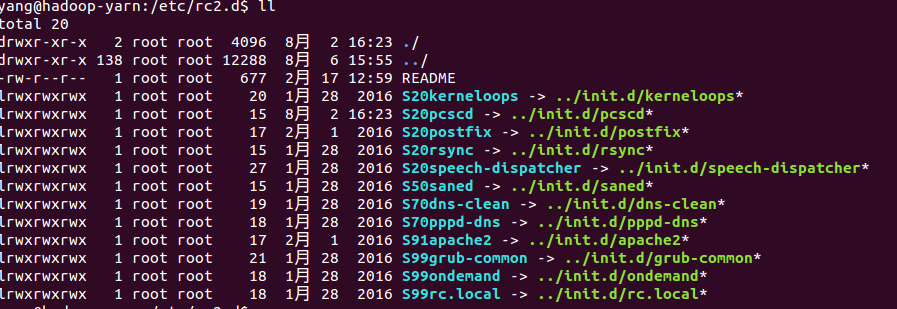 yang@hadoop-yarn:/etc/rc2.d$ ll
total 20
drwxr-xr-x   2 root root  4096  8月   2 16:23 ./
drwxr-xr-x 138 root root 12288  8月   6 15:55 ../
-rw-r--r--   1 root root   677  2月  17 12:59 README
lrwxrwxrwx   1 root root    20  1月  28  2016 S20kerneloops -> ../init.d/kerneloops*
lrwxrwxrwx   1 root root    15  8月   2 16:23 S20pcscd -> ../init.d/pcscd*
lrwxrwxrwx   1 root root    17  2月   1  2016 S20postfix -> ../init.d/postfix*
lrwxrwxrwx   1 root root    15  1月  28  2016 S20rsync -> ../init.d/rsync*
lrwxrwxrwx   1 root root    27  1月  28  2016 S20speech-dispatcher -> ../init.d/speech-dispatcher*
lrwxrwxrwx   1 root root    15  1月  28  2016 S50saned -> ../init.d/saned*
lrwxrwxrwx   1 root root    19  1月  28  2016 S70dns-clean -> ../init.d/dns-clean*
lrwxrwxrwx   1 root root    18  1月  28  2016 S70pppd-dns -> ../init.d/pppd-dns*
lrwxrwxrwx   1 root root    17  2月   1  2016 S91apache2 -> ../init.d/apache2*
lrwxrwxrwx   1 root root    21  1月  28  2016 S99grub-common -> ../init.d/grub-common*
lrwxrwxrwx   1 root root    18  1月  28  2016 S99ondemand -> ../init.d/ondemand*
lrwxrwxrwx   1 root root    18  1月  28  2016 S99rc.local -> ../init.d/rc.local*